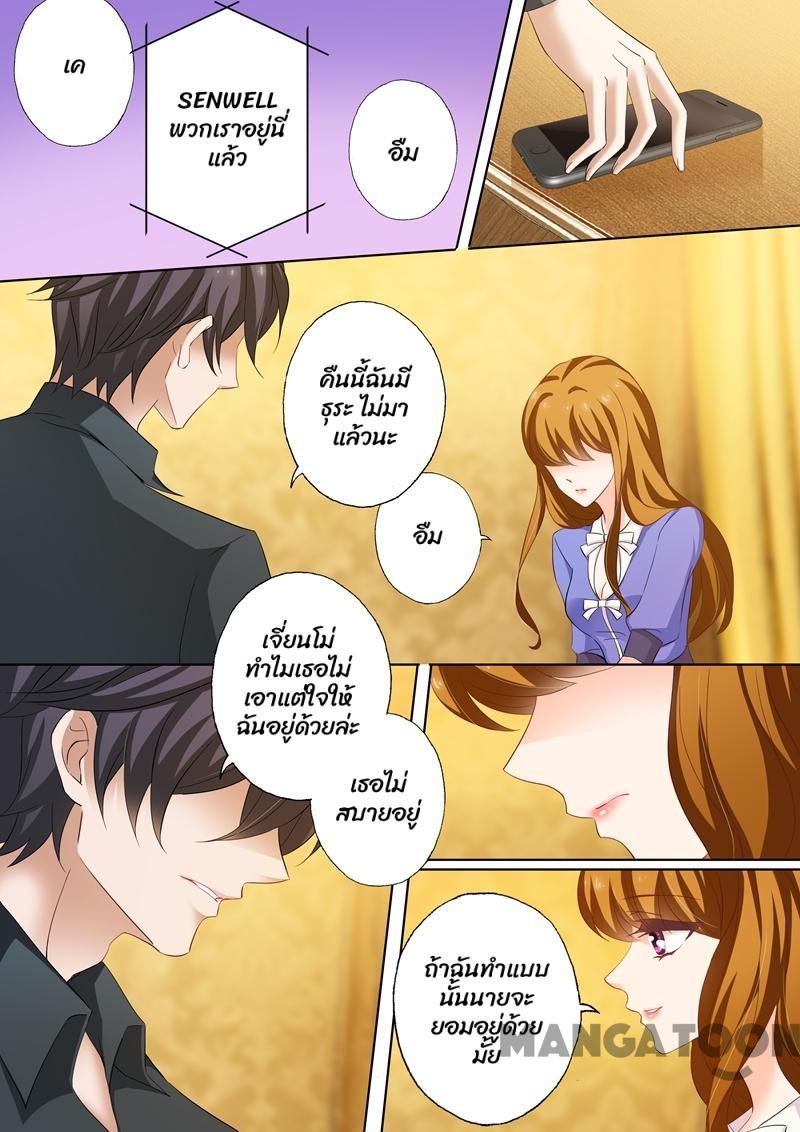 เค
SENWELL
พวกเราอยู่นี่
แล้ว
อืม
คืนนี้ฉันมี
ธุระ ไม่มา
แล้วนะ
อืม
เจี่ยนโม่
ทำไมเธอไม่
เอาแต่ใจให้
ฉันอยู่ด้วยล่ะ
เธอไม่
สบายอยู่
ถ้าฉันทำแบบ
นั้นนายจะ
ยอมอยู่ด้วย
มั้ย
MANGATOON